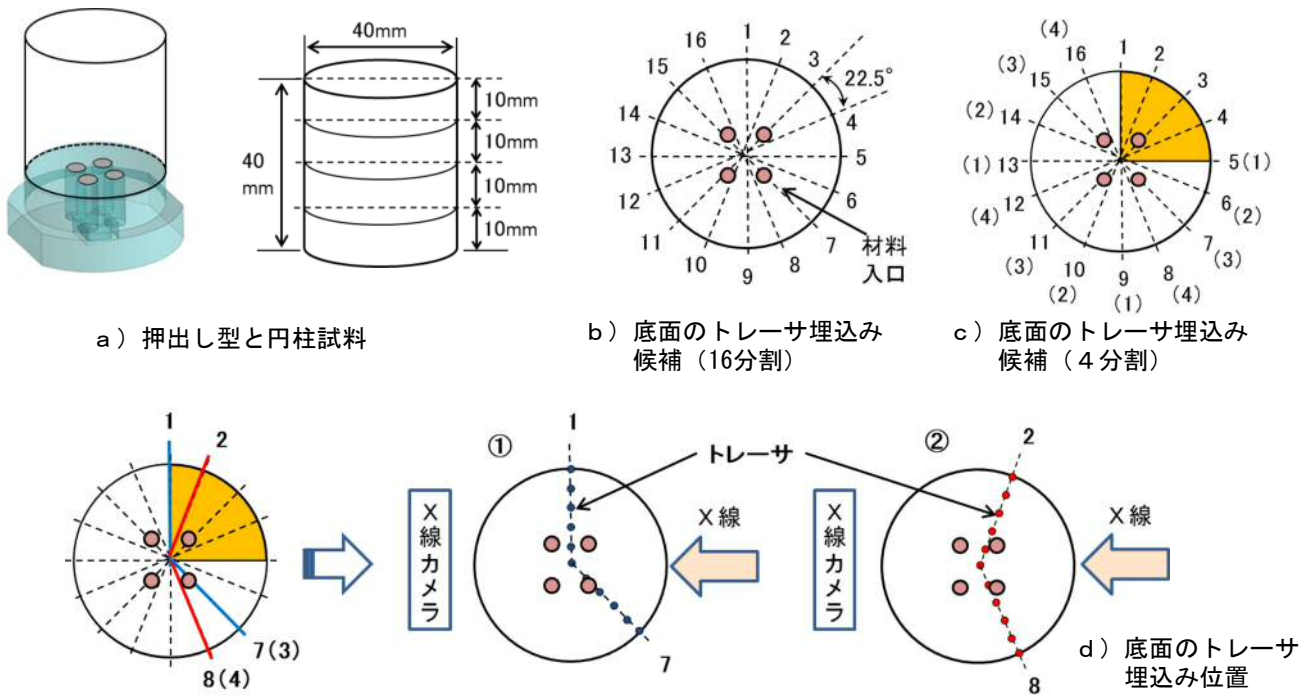 40mm
40
mm
10mm
10mm
10mm
10mm
a）押出し型と円柱試料
1
2
3
22.5°
4
5
6
7
8
9
10
11
12
13
14
15
16
材料
入口
b）底面のトレーサ埋込み
候補（16分割）
1
2
3
4
5(1)
6
(2)
7
(3)
8
(4)
9
(1)
10
(2)
11
(3)
12
(4)
(1) 13
(2) 14
(3)
15
(4)
16
c）底面のトレーサ埋込み
候補（４分割）
1
2
7(3)
8(4)
X線カメラ
①
1
トレーサ
X線
7
X線カメラ
②
2
X線
8
d）底面のトレーサ
埋込み位置